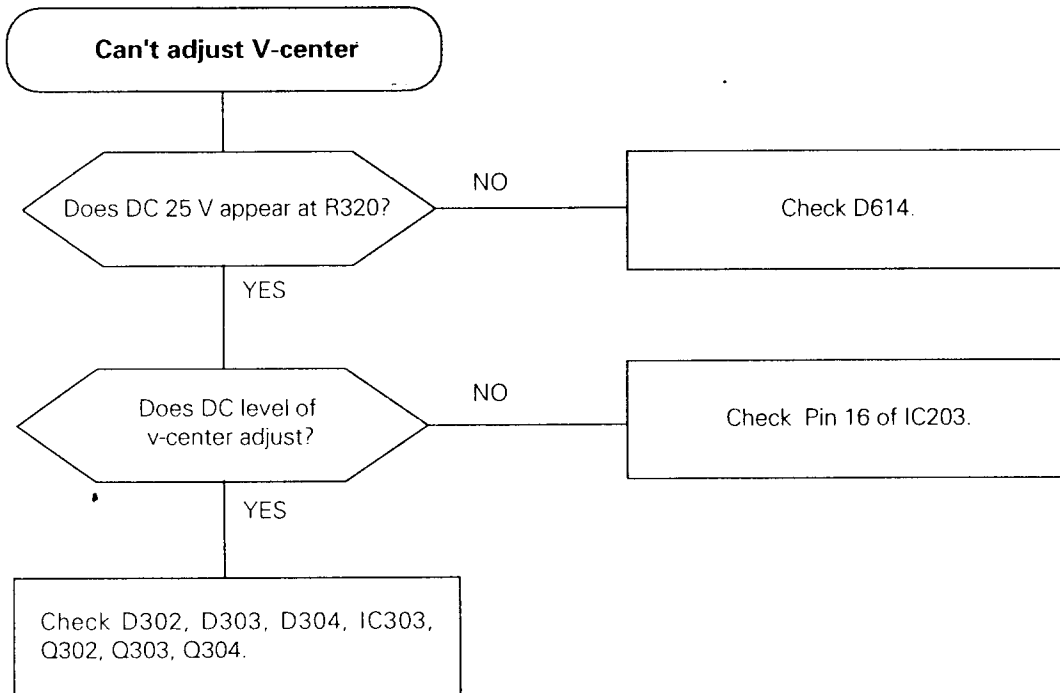 Can't adjust V-center
Does DC 25 V appear at R320?
NO
Check D614.
YES
Does DC level of
v-center adjust?
NO
Check Pin 16 of IC203.
YES
Check D302, D303, D304, IC303,
Q302, Q303, Q304.